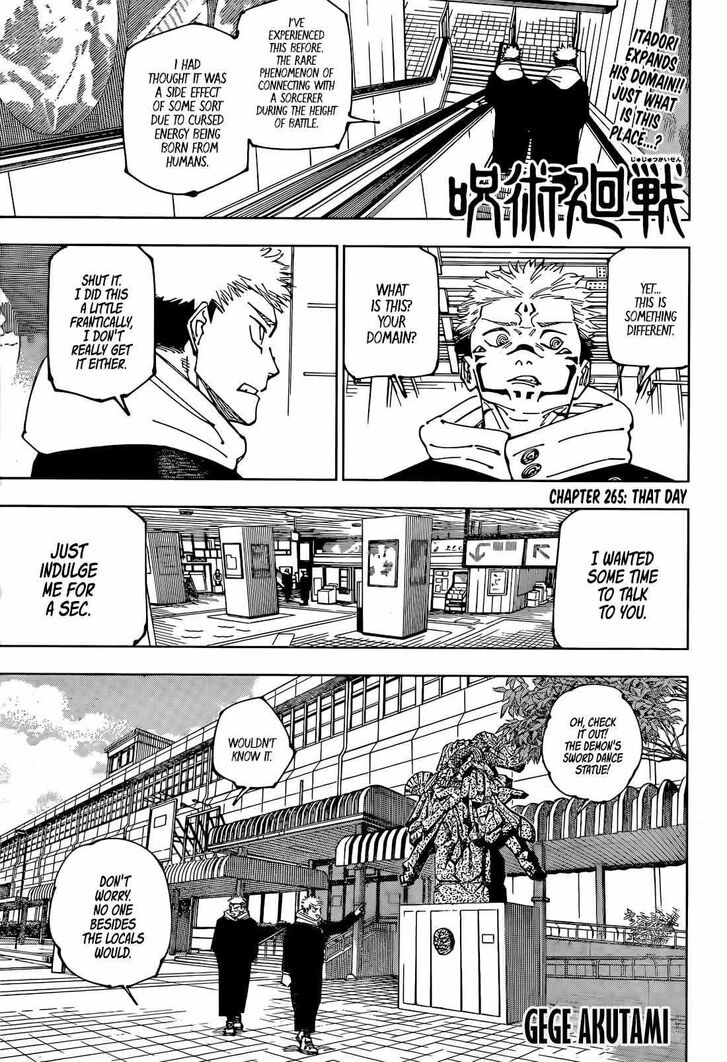 ITADORI
EXPANDS
HIS DOMAIN!!
JUST WHAT
IS THIS
PLACE...?
じゅじゅつかいせん
呪術廻戦
I'VE
EXPERIENCED
THIS BEFORE.
THE RARE
PHENOMENON OF
CONNECTING WITH
A SORCERER
DURING THE HEIGHT
OF BATTLE.
I HAD
THOUGHT IT WAS
A SIDE EFFECT
OF SOME SORT
DUE TO CURSED
ENERGY BEING
BORN FROM
HUMANS.
YET...
THIS IS
SOMETHING
DIFFERENT.
WHAT
IS THIS?
YOUR
DOMAIN?
SHUT IT.
I DID THIS
A LITTLE
FRANTICALLY,
I DON'T
REALLY GET
IT EITHER.
CHAPTER 265: THAT DAY
I WANTED
SOME TIME
TO TALK
TO YOU.
JUST
INDULGE
ME FOR
A SEC.
OH, CHECK
IT OUT!
THE DEMON'S
SWORD DANCE
STATUE!
WOULDN'T
KNOW IT.
DON'T
WORRY.
NO ONE
BESIDES
THE LOCALS
WOULD.
GEGE AKUTAMI